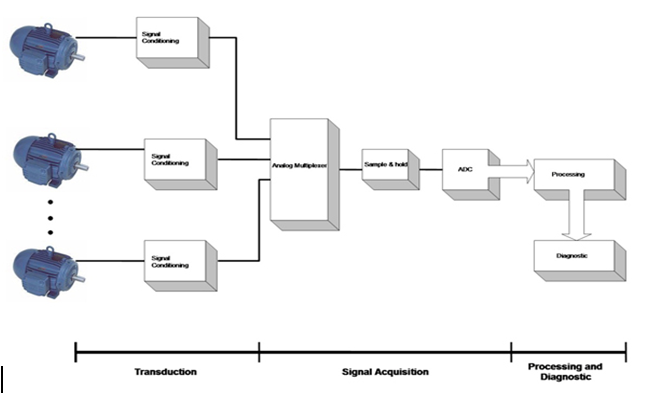 Signal
Conditioning
Signal
Conditioning
Analog Multiplexer
Sample & hold
ADC
Processing
Signal
Conditioning
Diagnostic
Transduction
Signal Acquisition
Processing and
Diagnostic